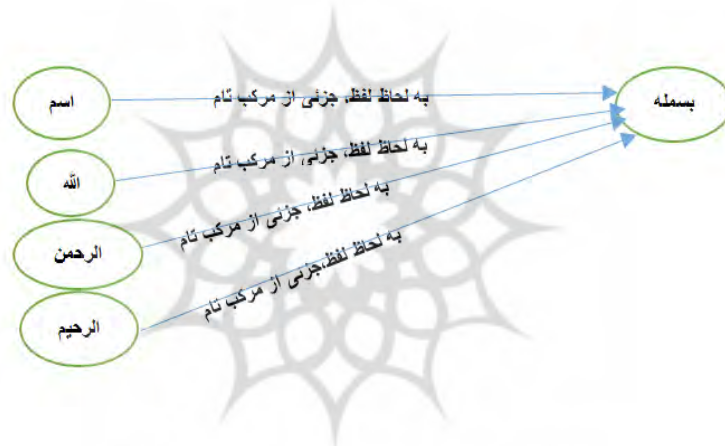 بسمله
اسم
به لحاظ لفظ، جزئی از مرکب تام
الله
به لحاظ لفظ، جزئی از مرکب تام
الرحمن
به لحاظ لفظ، جزئی از مرکب تام
الرحیم
به لحاظ لفظ،جزئی از مرکب تام